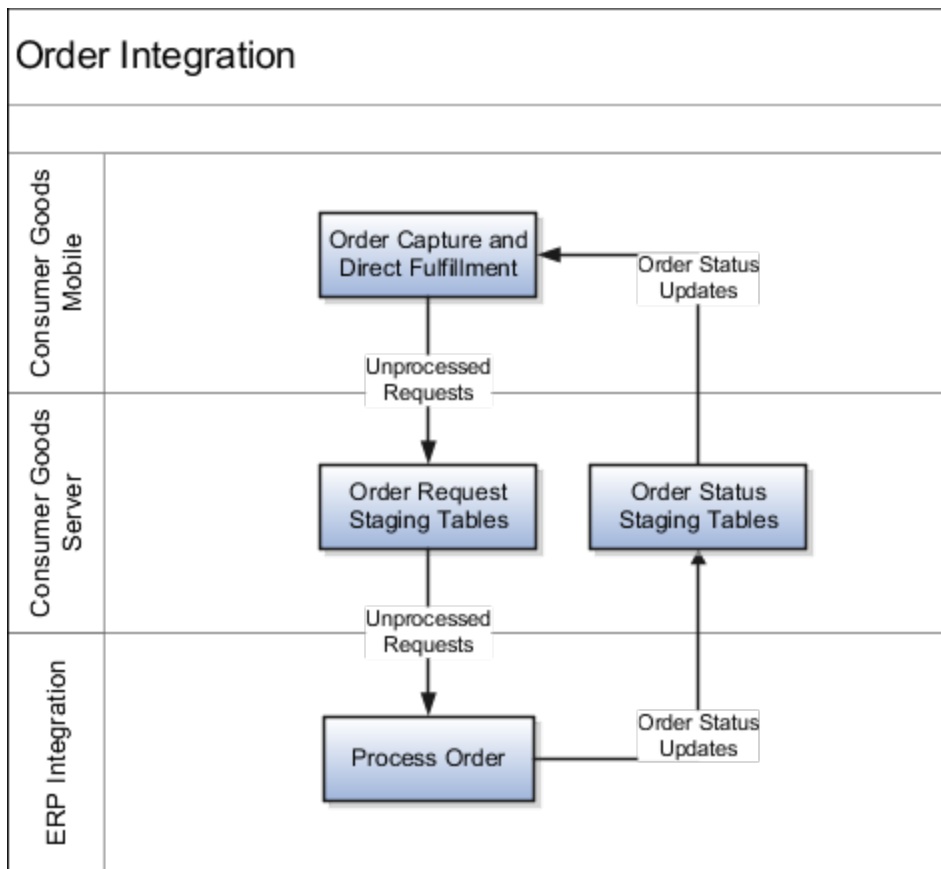 Order Integration
Consumer Goods
Mobile
Order Capture and
Direct Fulfillment
Order Status
Updates
Unprocessed
Requests
Consumer Goods
Server
Order Request
Staging Tables
Order Status
Staging Tables
Unprocessed
Requests
ERP Integration
Process Order
Order Status
Updates